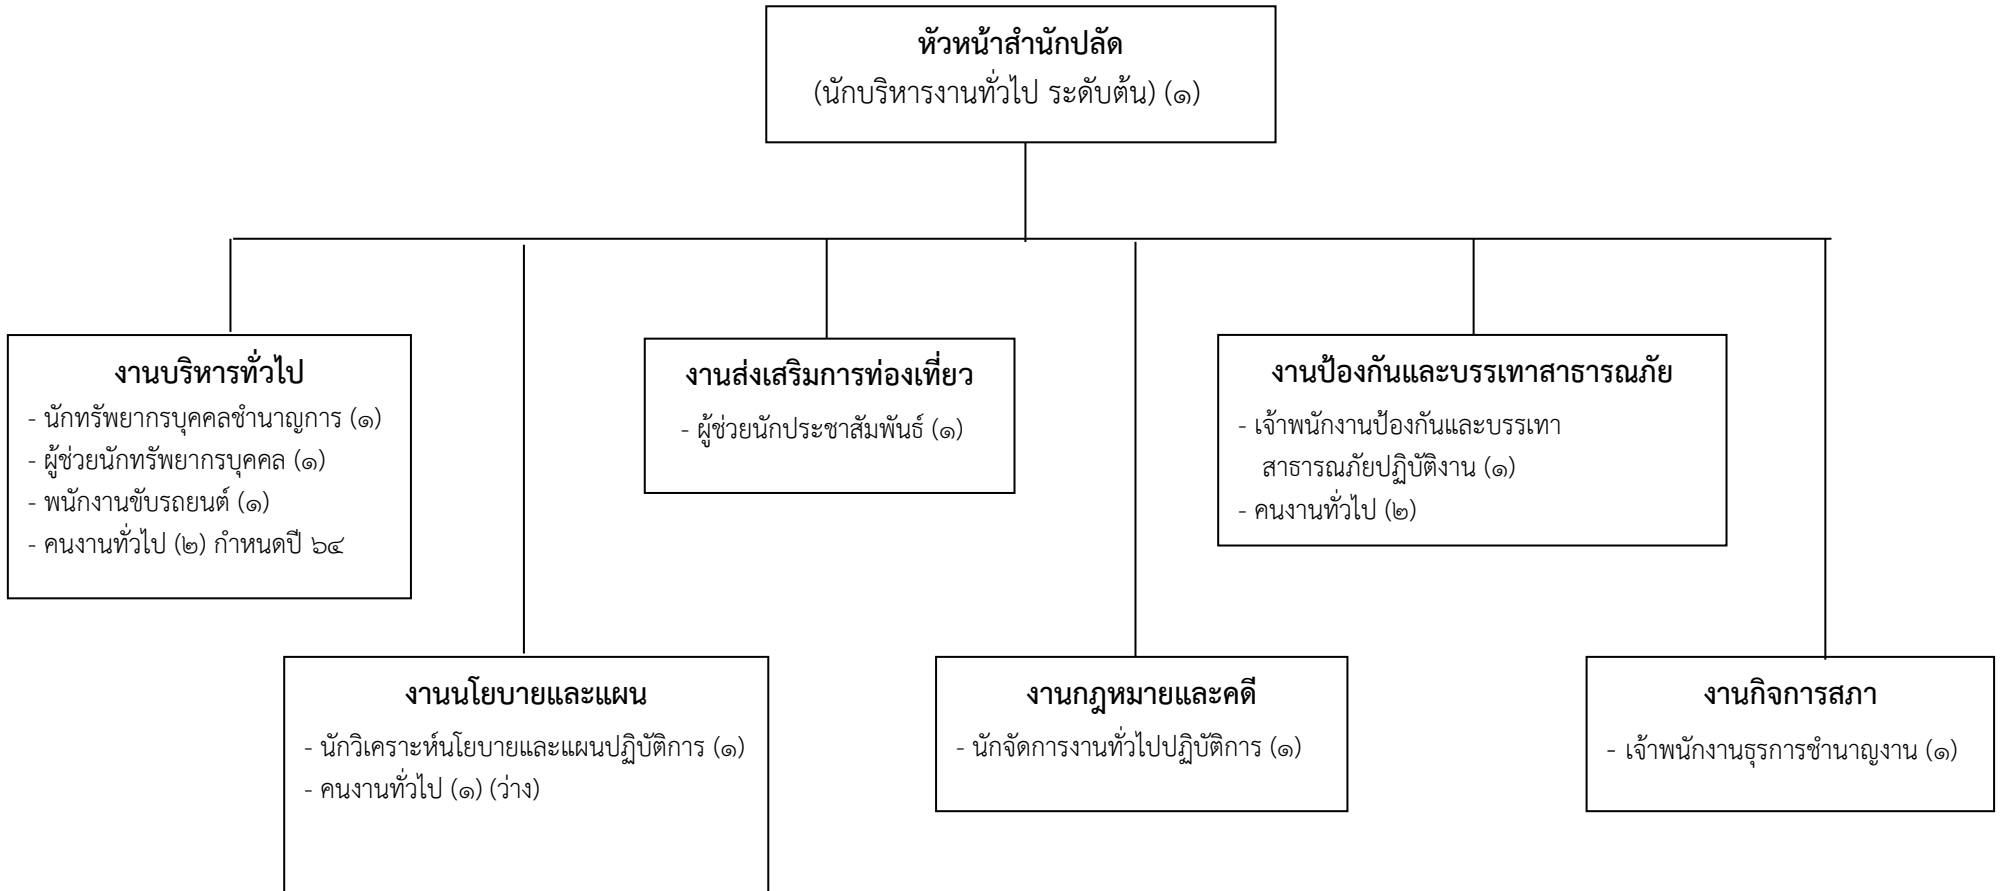 หัวหน้าสำนักปลัด
(นักบริหารงานทั่วไป ระดับต้น) (๑)
งานบริหารทั่วไป
- นักทรัพยากรบุคคลชำนาญการ (๑)
- ผู้ช่วยนักทรัพยากรบุคคล (๑)
- พนักงานขับรถยนต์ (๑)
- คนงานทั่วไป (๒) กำหนดปี ๖๔
งานส่งเสริมการท่องเที่ยว
- ผู้ช่วยนักประชาสัมพันธ์ (๑)
งานป้องกันและบรรเทาสาธารณภัย
- เจ้าพนักงานป้องกันและบรรเทา
สาธารณภัยปฏิบัติงาน (๑)
- คนงานทั่วไป (๒)
งานนโยบายและแผน
- นักวิเคราะห์นโยบายและแผนปฏิบัติการ (๑)
- คนงานทั่วไป (๑) (ว่าง)
งานกฎหมายและคดี
- นักจัดการงานทั่วไปปฏิบัติการ (๑)
งานกิจการสภา
- เจ้าพนักงานธุรการชำนาญงาน (๑)